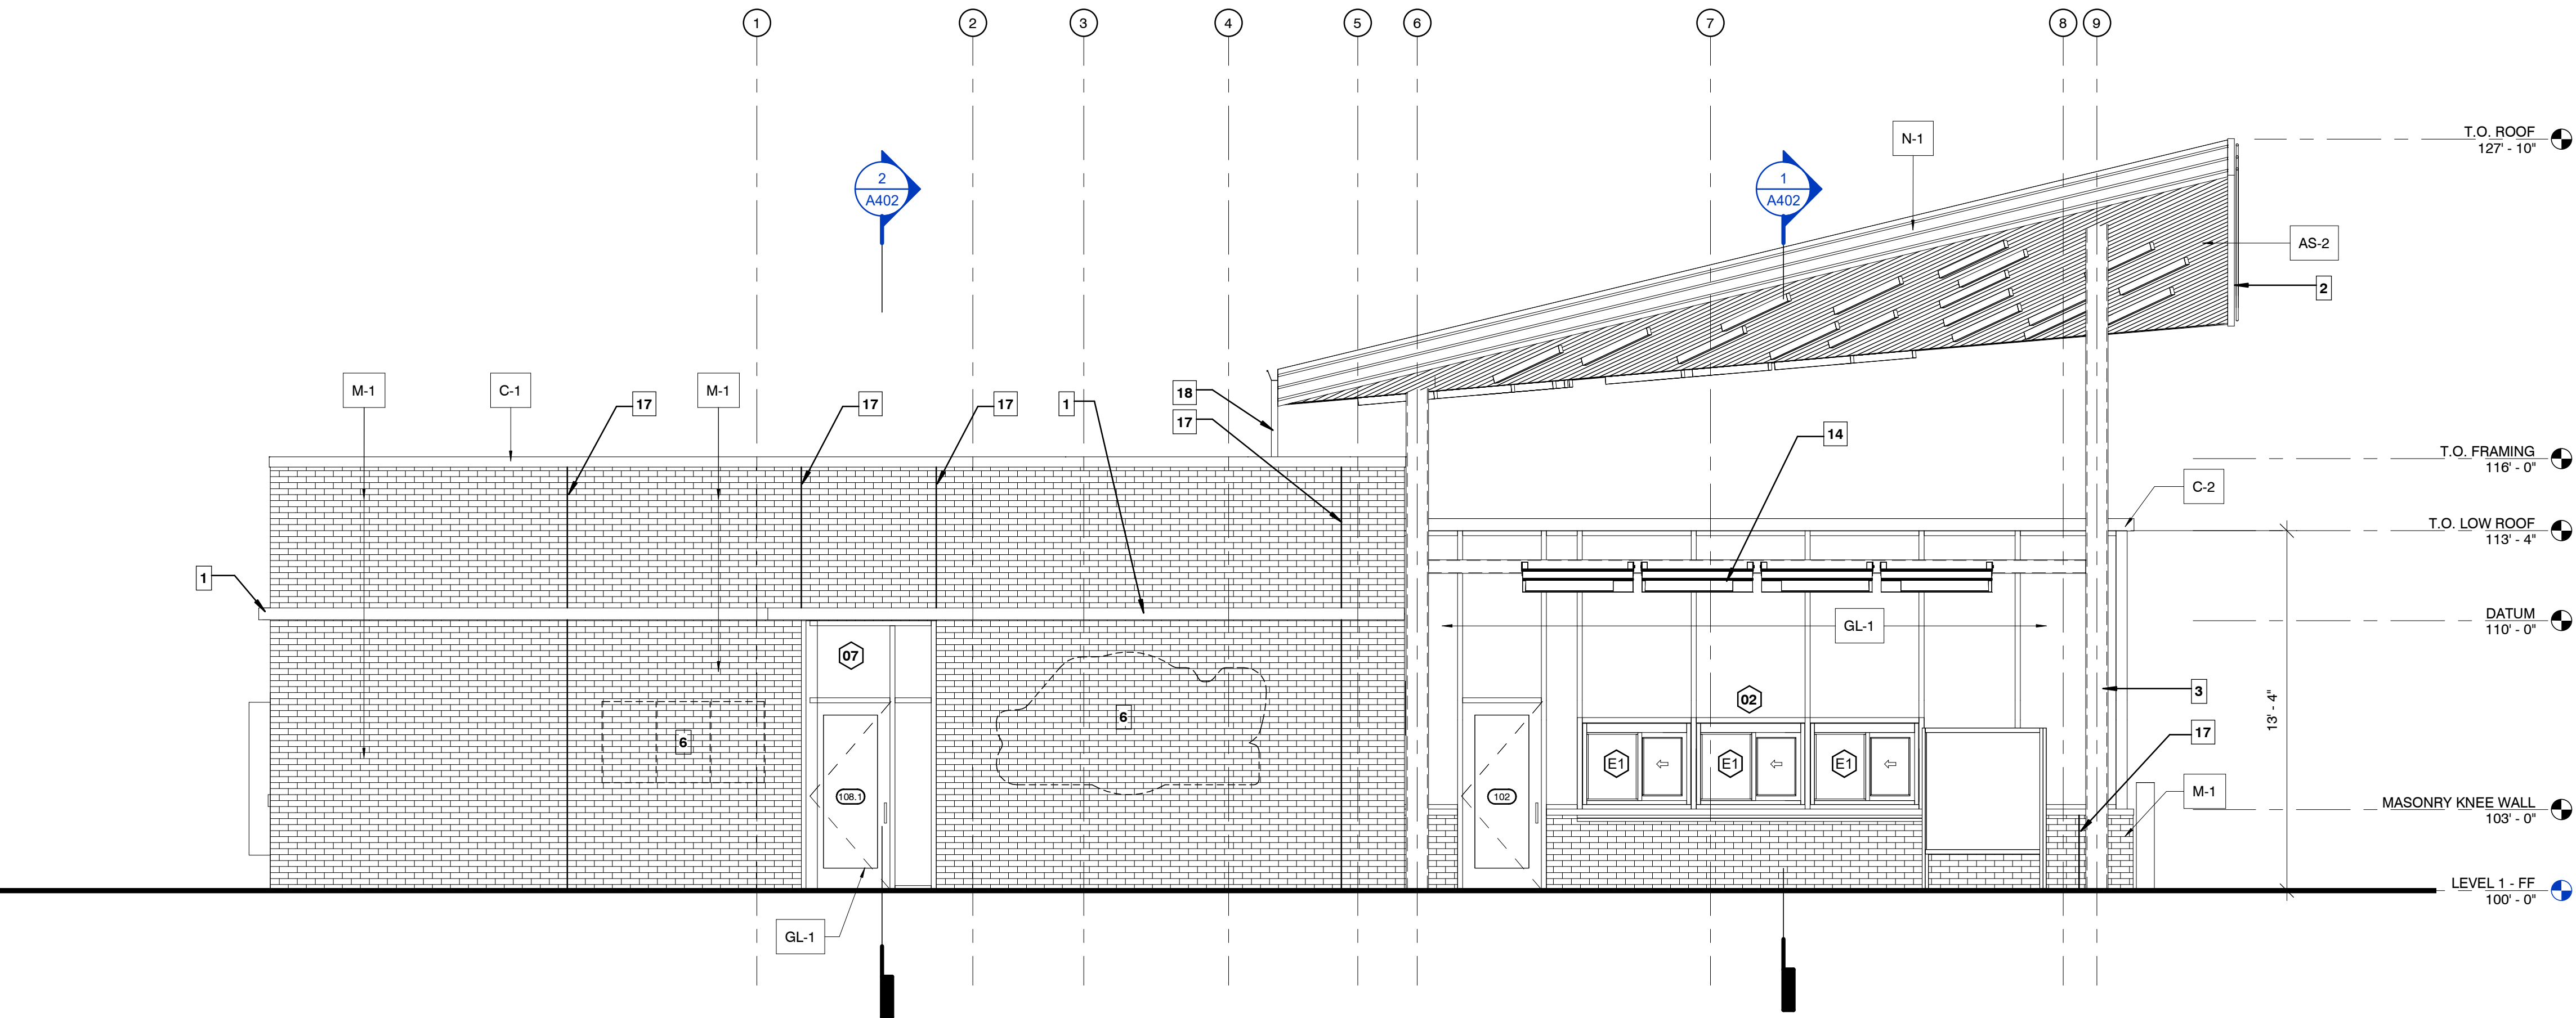 1
2
3
4
5
6
7
8
9
T.O. ROOF
127' - 10"
N-1
2
A402
1
A402
AS-2
2
M-1
C-1
17
M-1
17
17
1
18
17
14
T.O. FRAMING
116' - 0"
C-2
T.O. LOW ROOF
113' - 4"
1
DATUM
110' - 0"
GL-1
07
02
3
6
6
13' - 4"
17
E1
E1
E1
108.1
102
M-1
MASONRY KNEE WALL
103' - 0"
LEVEL 1 - FF
100' - 0"
GL-1